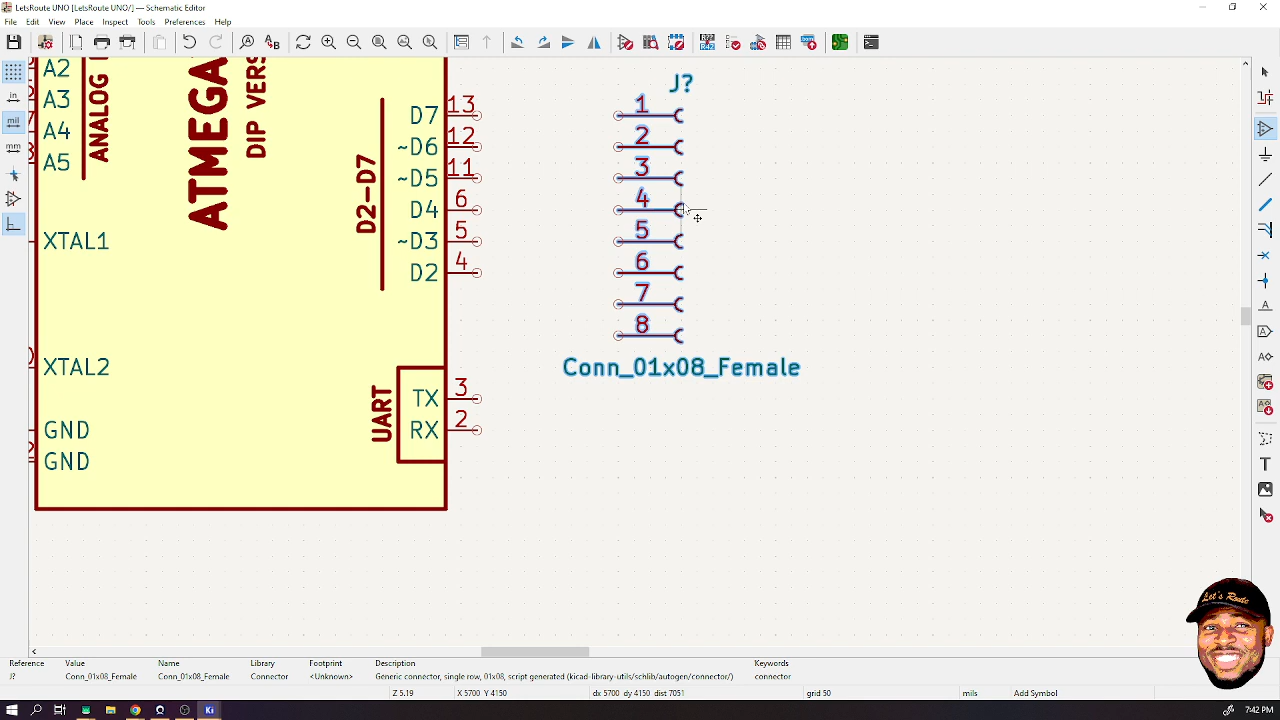 LetsRoute UNO [LetsRoute UNO/] — Schematic Editor
File Edit View Place Inspect Tools Preferences Help
in
mil
mm
A2
A3
A4
A5
ANALOG
ATMEGA
DIP VERS
XTAL1
XTAL2
GND
GND
D2-D7
D7 13
~D6 12
~D5 11
D4 6
~D3 5
D2 4
UART
TX 3
RX 2
J?
1
2
3
4
5
6
7
8
Conn_01x08_Female
Let's Route
Reference Value Name Library Footprint Description Keywords
J? Conn_01x08_Female Conn_01x08_Female Connector <Unknown> Generic connector, single row, 01x08, script generated (kicad-library-utils/schlib/autogen/connector/) connector
Z 5.19 X 5700 Y 4150 dx 5700 dy 4150 dist 7051 grid 50 mils Add Symbol
Ki 7:42 PM